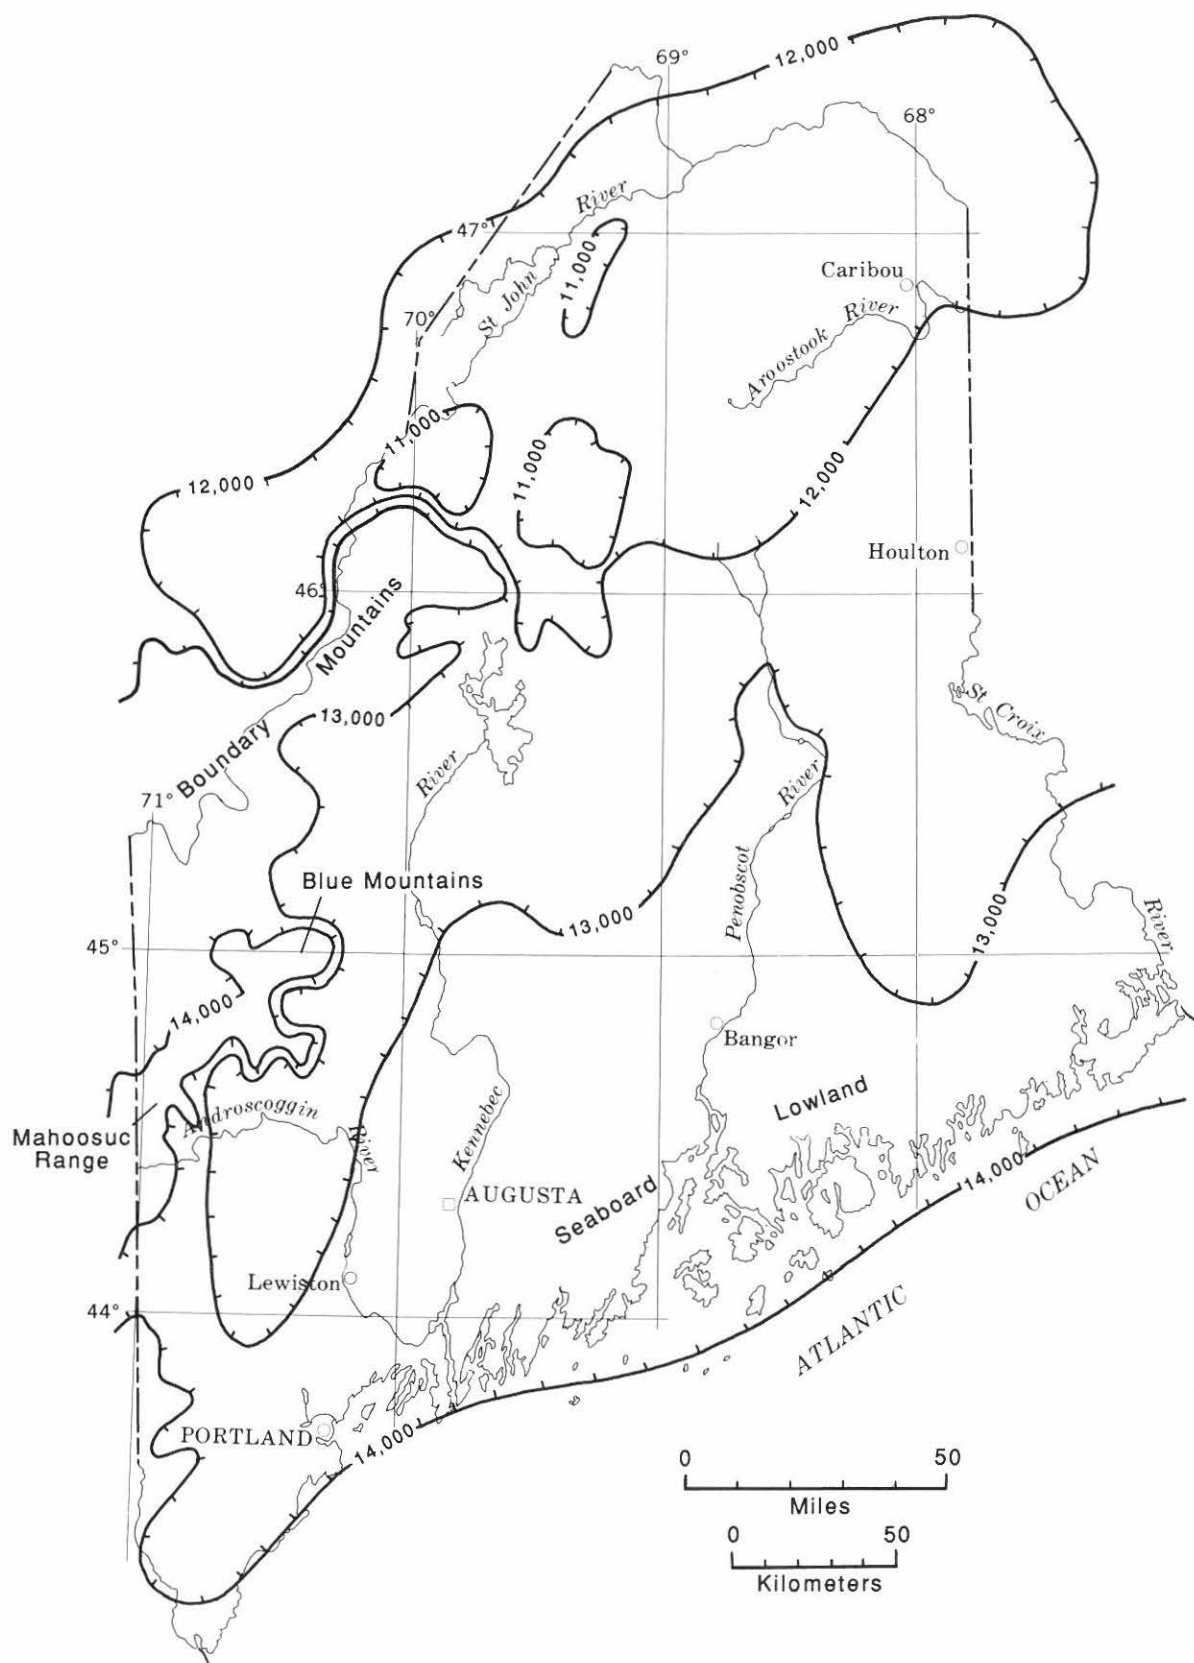 12,000
69°
68°
River
47°
11,000
St John
Caribou
River
Aroostook
70°
11,000
11,000
12,000
12,000
Houlton
46°
Mountains
13,000
St Croix
Boundary
River
River
71°
Blue Mountains
Penobscot
13,000
13,000
River
45°
14,000
Bangor
Lowland
Androscoggin
River
Kennebec
Mahoosuc
Range
14,000
OCEAN
AUGUSTA
Seaboard
Lewiston
44°
ATLANTIC
PORTLAND
14,000
0 50
Miles
0 50
Kilometers